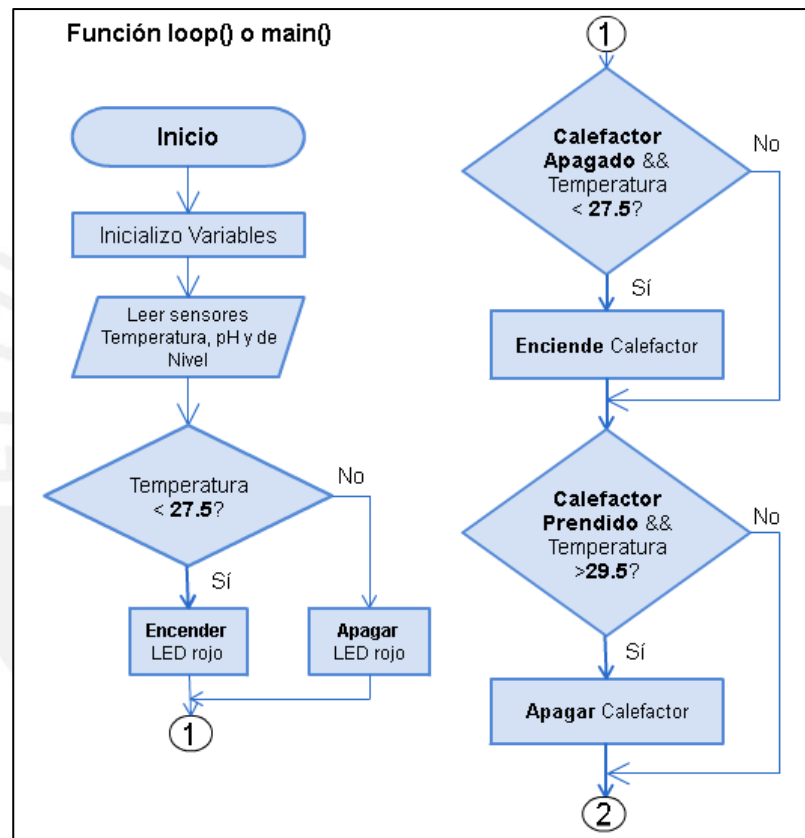 Función loop() o main()
Inicio
Inicializo Variables
Leer sensores
Temperatura, pH y de
Nivel
Temperatura
< 27.5?
No
Sí
Encender
LED rojo
Apagar
LED rojo
1
1
Calefactor
Apagado &&
Temperatura
< 27.5?
No
Sí
Enciende Calefactor
Calefactor
Prendido &&
Temperatura
>29.5?
No
Sí
Apagar Calefactor
2